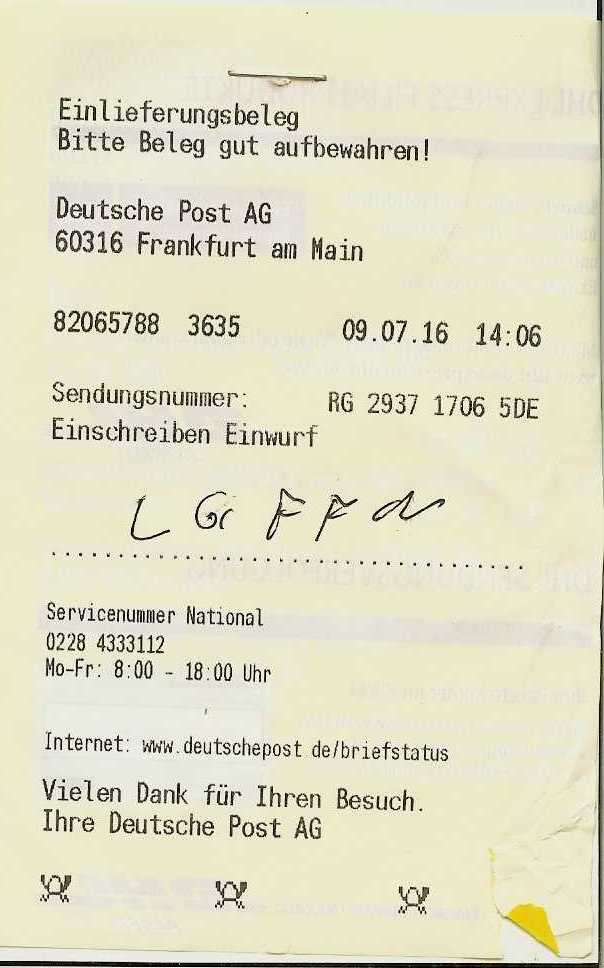 Einlieferungsbeleg
Bitte Beleg gut aufbewahren!
Deutsche Post AG
60316 Frankfurt am Main
82065788 3635 09.07.16 14:06
Sendungsnummer: RG 2937 1706 5DE
Einschreiben Einwurf
LG FFM
Servicenummer National
0228 4333112
Mo-Fr: 8:00 - 18:00 Uhr
Internet: www.deutschepost.de/briefstatus
Vielen Dank für Ihren Besuch.
Ihre Deutsche Post AG